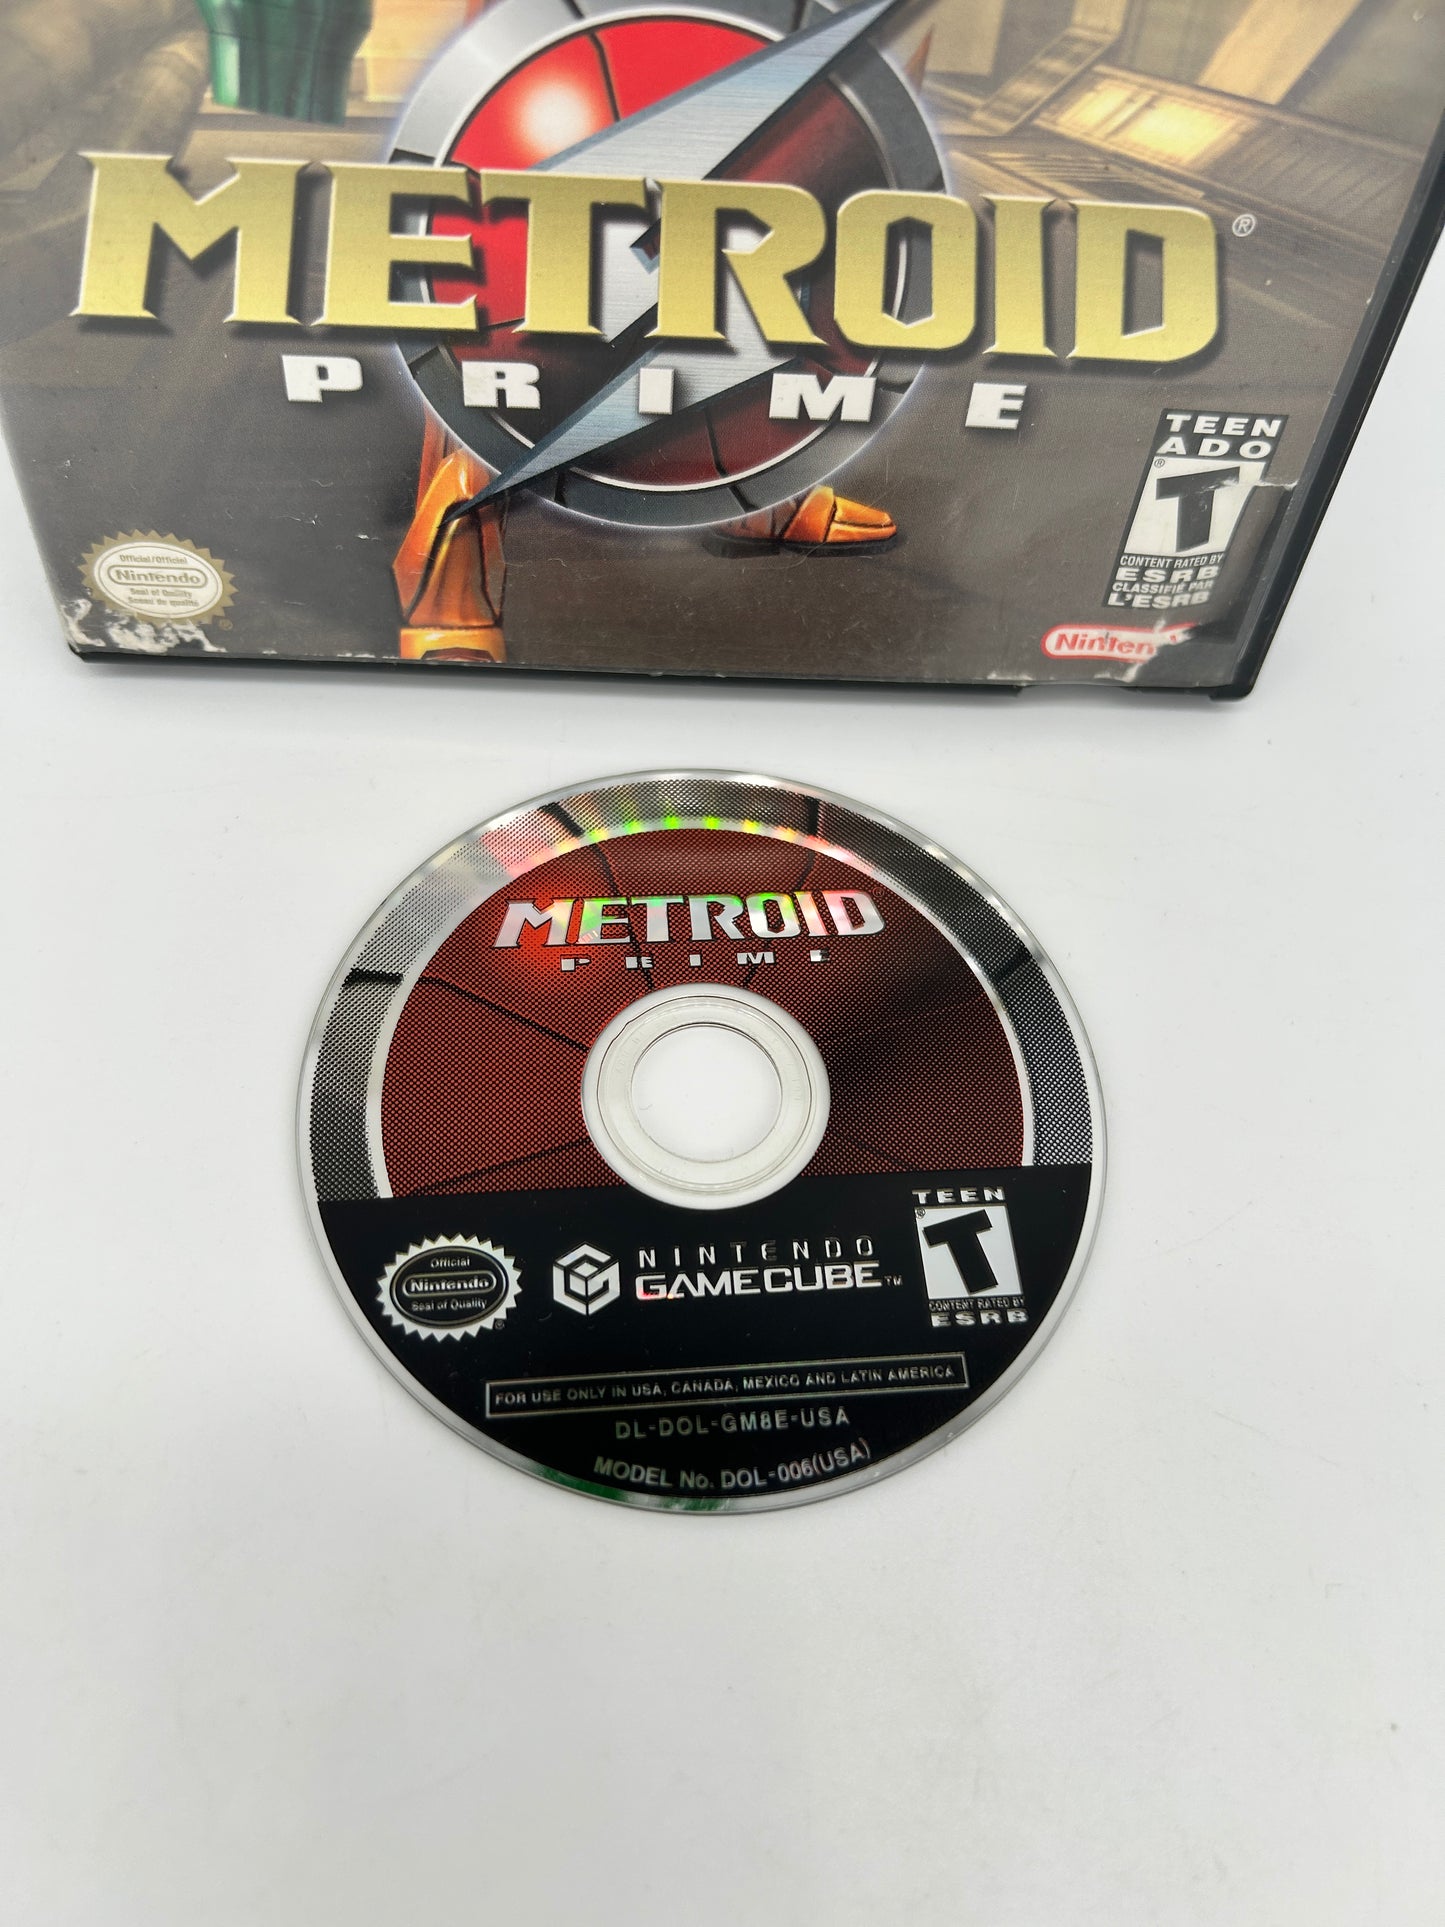 METROID®
PRIME
TEEN
ADO
T
®
CONTENT RATED BY
ESRB
CLASSIFIÉ PAR
L'ESRB
Official/Officiel
Nintendo
Seal of Quality
Sceau de qualité
®
METROID®
PRIME
TEEN
T
®
CONTENT RATED BY
ESRB
Official
Nintendo
Seal of Quality
®
NINTENDO
GAMECUBE™
FOR USE ONLY IN USA, CANADA, MEXICO AND LATIN AMERICA
DL-DOL-GM8E-USA
MODEL No. DOL-006(USA)